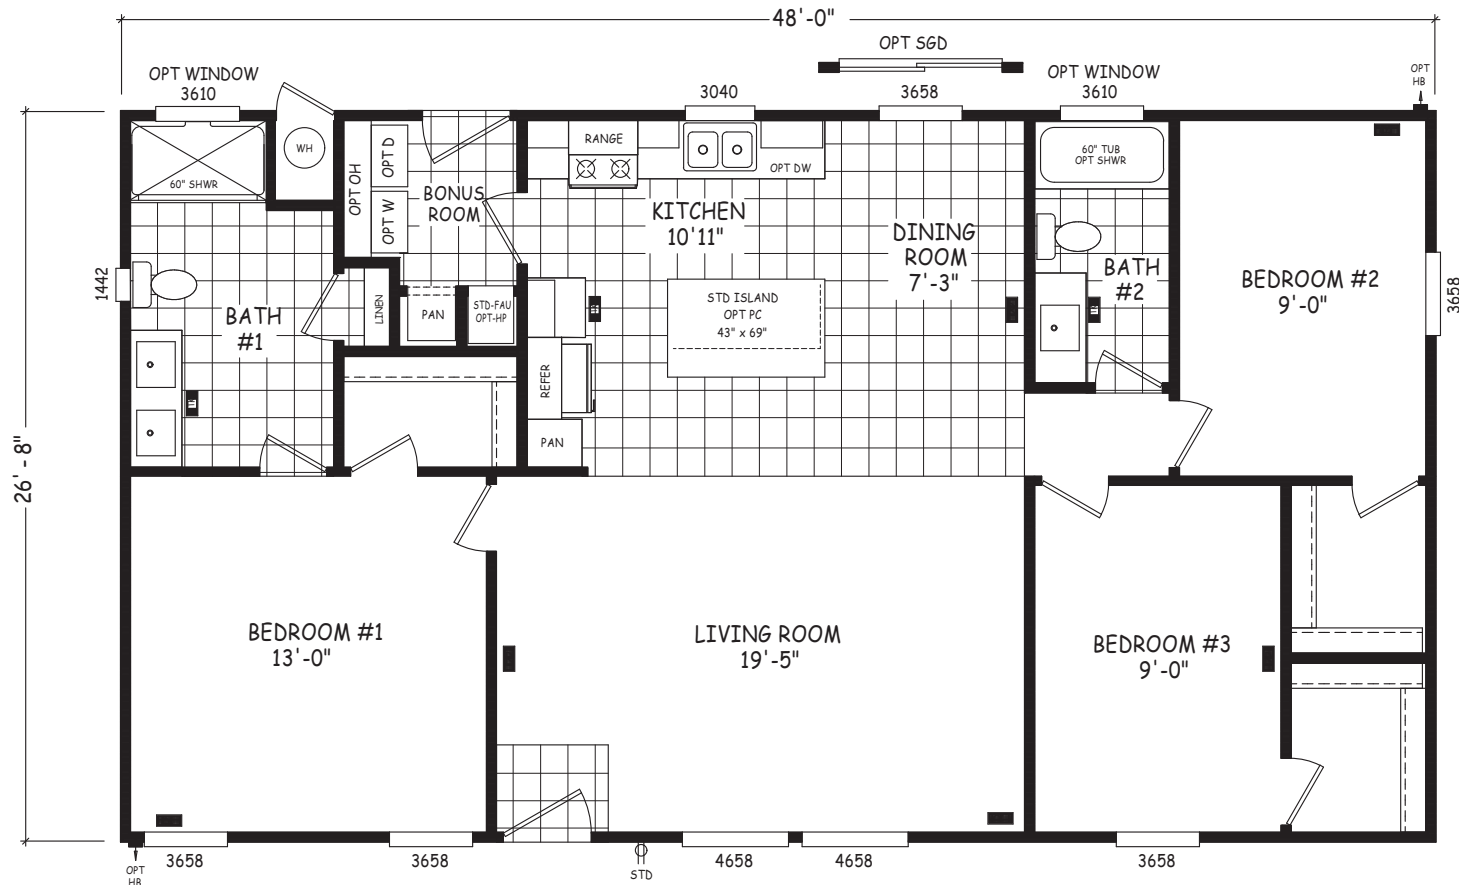 48'-0"
OPT SGD
OPT WINDOW
3610
3040
3658
OPT WINDOW
3610
OPT
HB
WH
60" SHWR
OPT OH
OPT D
OPT W
BONUS
ROOM
RANGE
OPT DW
KITCHEN
10'11"
DINING
ROOM
7'-3"
60" TUB
OPT SHWR
BATH
#2
BEDROOM #2
9'-0"
3658
1442
BATH
#1
LINEN
PAN
STD-FAU
OPT-HP
STD ISLAND
OPT PC
43" x 69"
REFER
PAN
26'-8"
BEDROOM #1
13'-0"
LIVING ROOM
19'-5"
BEDROOM #3
9'-0"
OPT
HB
3658
3658
STD
4658
4658
3658